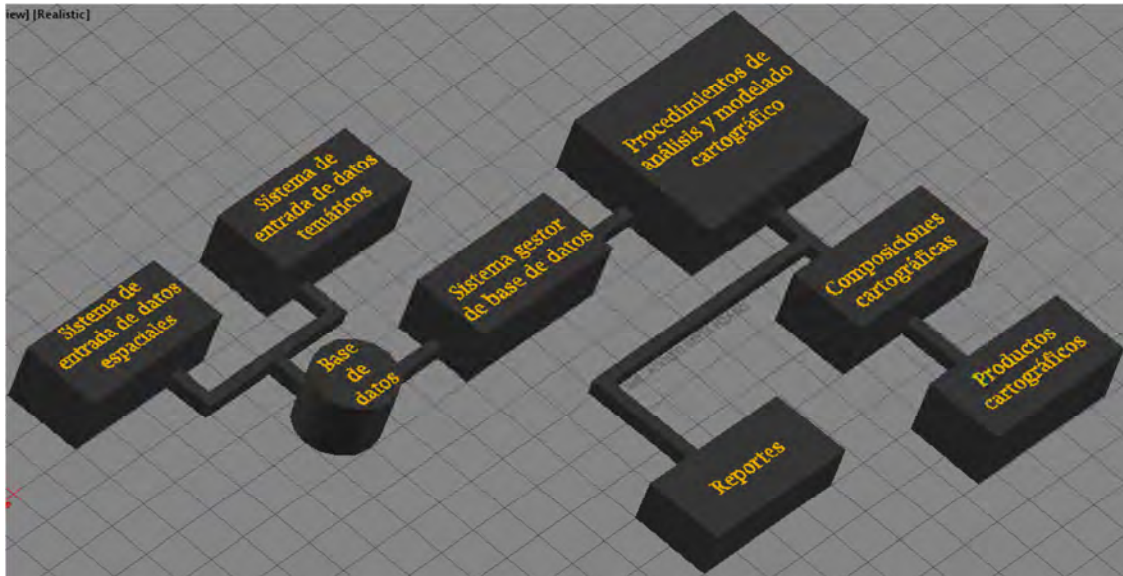 iew] [Realistic]
Procedimientos de
análisis y modelado
cartográfico
Sistema de
entrada de datos
temáticos
Sistema gestor
de base de datos
Composiciones
cartográficas
Sistema de
entrada de datos
espaciales
Base
de
datos
Productos
cartográficos
Reportes